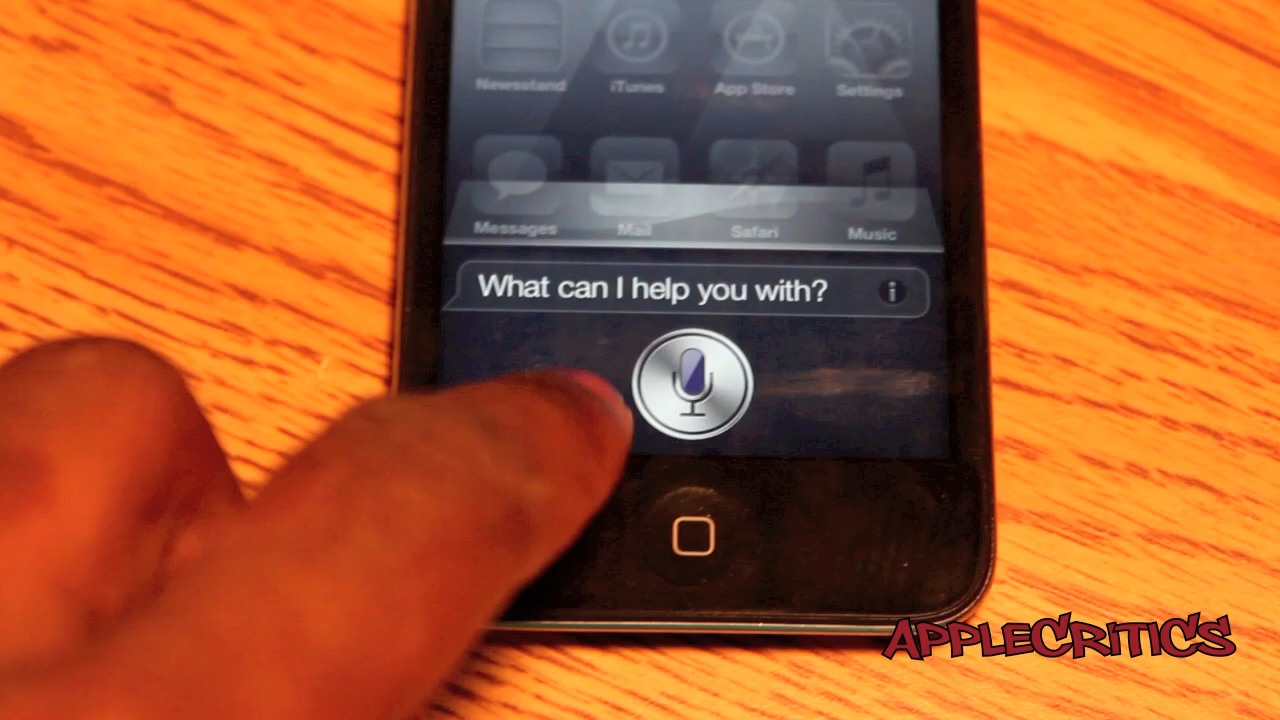 Newsstand iTunes App Store Settings
Messages Mail Safari Music
What can I help you with?
APPLECRITICS